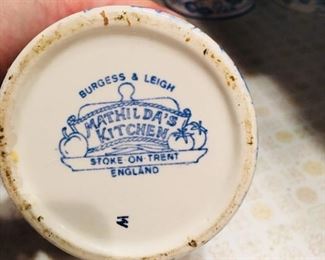 BURGESS & LEIGH
MATHILDA'S
KITCHEN
STOKE ON TRENT
ENGLAND